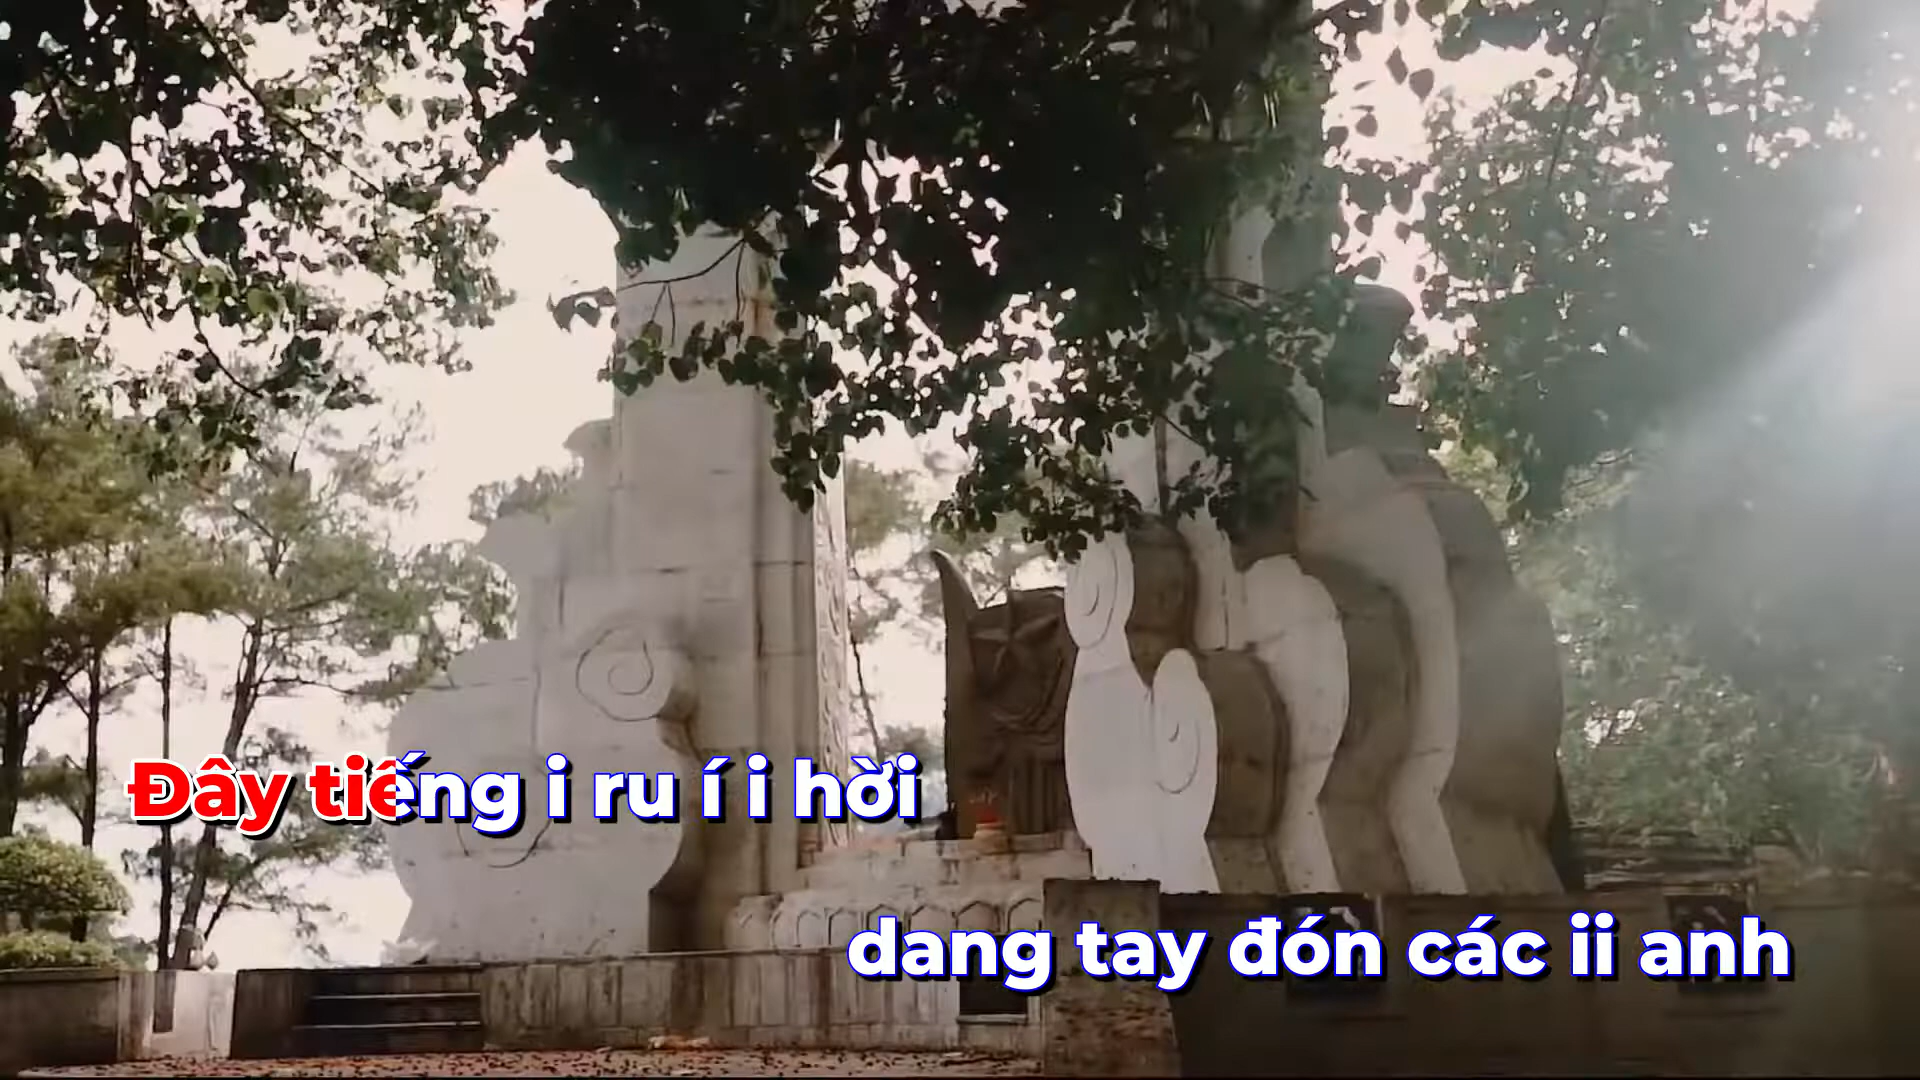 Đây tiếng i ru í i hời
dang tay đón các ii anh